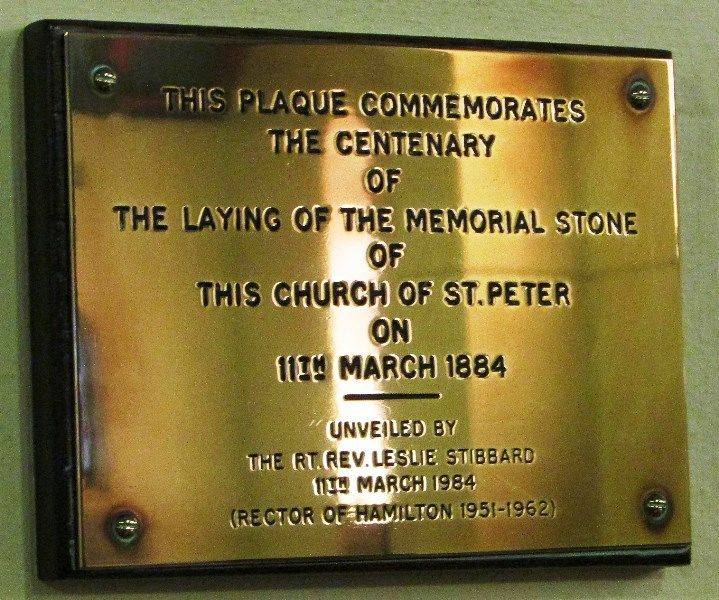 THIS PLAQUE COMMEMORATES
THE CENTENARY
OF
THE LAYING OF THE MEMORIAL STONE
OF
THIS CHURCH OF ST. PETER
ON
11TH MARCH 1884
UNVEILED BY
THE RT. REV. LESLIE STIBBARD
11TH MARCH 1984
(RECTOR OF HAMILTON 1951-1962)